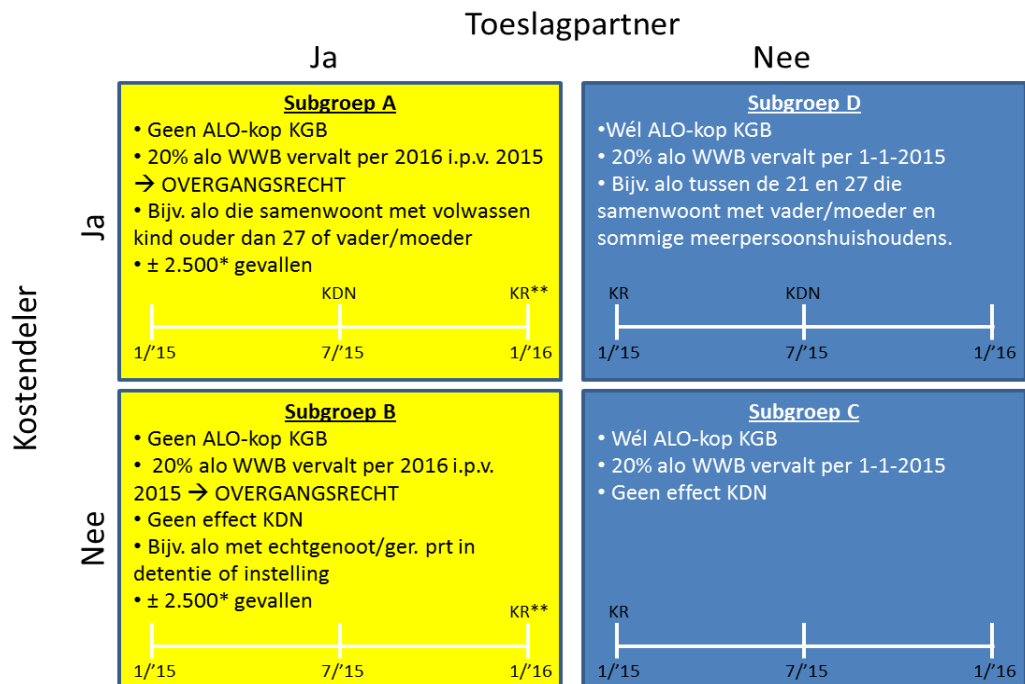 Toeslagpartner
Ja
Nee
Kostendeler
Ja
Subgroep A
• Geen ALO-kop KGB
• 20% alo WWB vervalt per 2016 i.p.v. 2015
→ OVERGANGSRECHT
• Bijv. alo die samenwoont met volwassen
kind ouder dan 27 of vader/moeder
• ± 2.500* gevallen
KDN
KR**
1/’15
7/’15
1/’16
Subgroep D
•Wél ALO-kop KGB
• 20% alo WWB vervalt per 1-1-2015
• Bijv. alo tussen de 21 en 27 die
samenwoont met vader/moeder en
sommige meerpersoonshuishoudens.
KR
KDN
1/’15
7/’15
1/’16
Nee
Subgroep B
• Geen ALO-kop KGB
• 20% alo WWB vervalt per 2016 i.p.v.
2015 → OVERGANGSRECHT
• Geen effect KDN
• Bijv. alo met echtgenoot/ger. prt in
detentie of instelling
• ± 2.500* gevallen
KR**
1/’15
7/’15
1/’16
Subgroep C
• Wél ALO-kop KGB
• 20% alo WWB vervalt per 1-1-2015
• Geen effect KDN
KR
1/’15
7/’15
1/’16